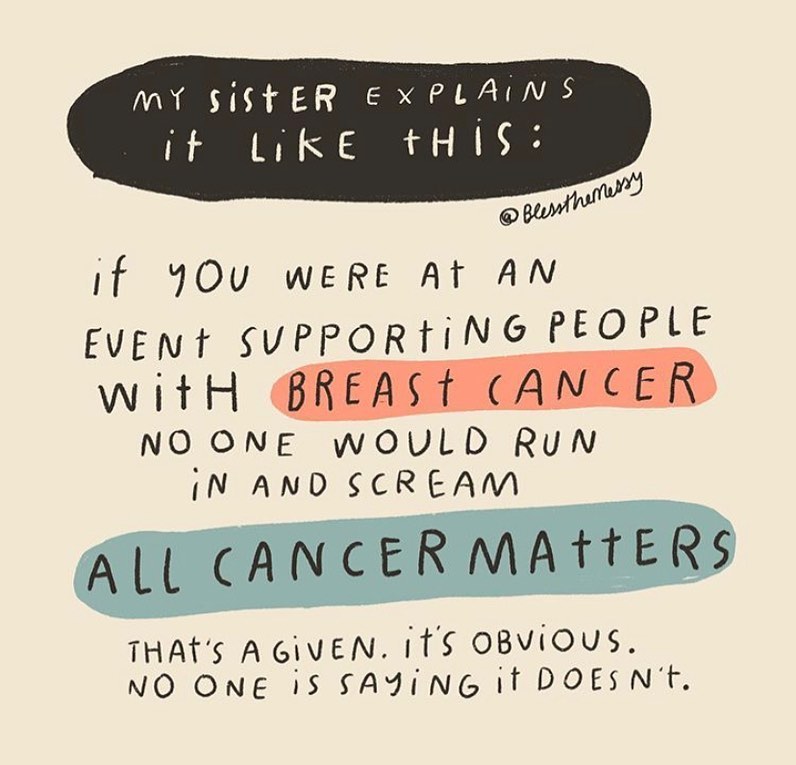 MY SISTER EXPLAINS
it LIKE THIS:
@Blessthemessy
if YOU WERE At AN
EVENT SUPPORTING PEOPLE
WITH BREAST CANCER
NO ONE WOULD RUN
IN AND SCREAM
ALL CANCER MATTERS
THAT'S A GIVEN. it'S OBVIOUS.
NO ONE iS SAYING it DOESN't.